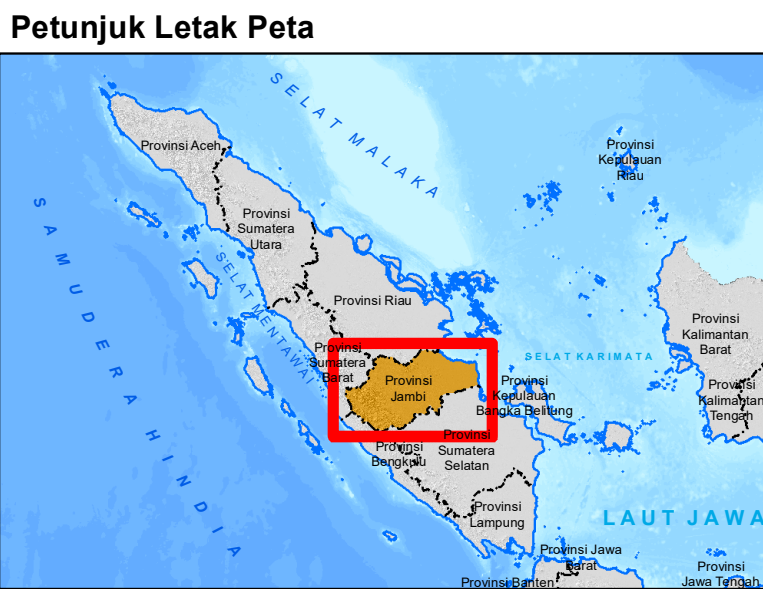 Petunjuk Letak Peta
SELAT MALAKA
Provinsi Aceh
Provinsi
Kepulauan
Riau
SAMUDERA HINDIA
Provinsi
Sumatera
Utara
SELAT MENTAWAI
Provinsi Riau
Provinsi
Kalimantan
Barat
Provinsi
Sumatera
Barat
SELAT KARIMATA
Provinsi
Jambi
Provinsi
Kepulauan
Bangka Belitung
Provinsi
Kalimantan
Tengah
Provinsi
Sumatera
Selatan
Provinsi
Bengkulu
Provinsi
Lampung
LAUT JAWA
Provinsi Jawa
Barat
Provinsi Banten
Provinsi
Jawa Tengah